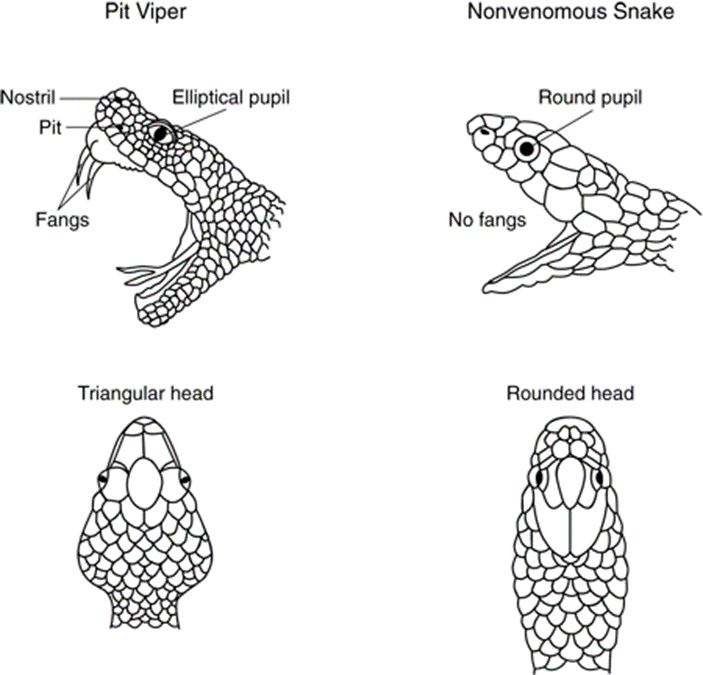 Pit Viper
Nonvenomous Snake
Nostril
Elliptical pupil
Round pupil
Pit
Fangs
No fangs
Triangular head
Rounded head